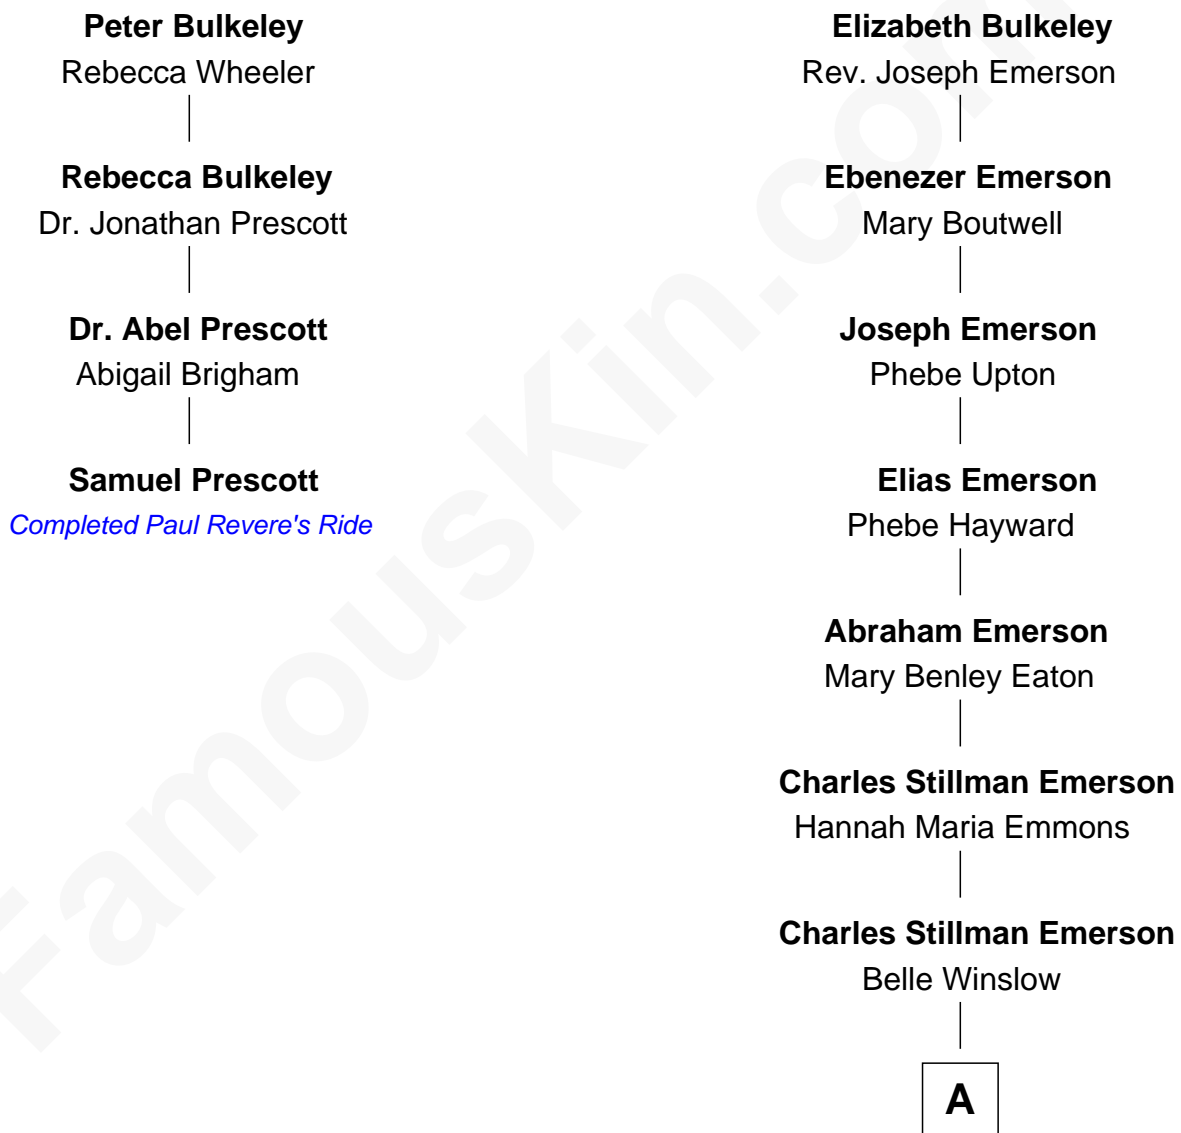 Peter Bulkeley
Rebecca Wheeler
Rebecca Bulkeley
Dr. Jonathan Prescott
Dr. Abel Prescott
Abigail Brigham
Samuel Prescott
Completed Paul Revere's Ride
Elizabeth Bulkeley
Rev. Joseph Emerson
Ebenezer Emerson
Mary Boutwell
Joseph Emerson
Phebe Upton
Elias Emerson
Phebe Hayward
Abraham Emerson
Mary Benley Eaton
Charles Stillman Emerson
Hannah Maria Emmons
Charles Stillman Emerson
Belle Winslow
A
FamousKin.com